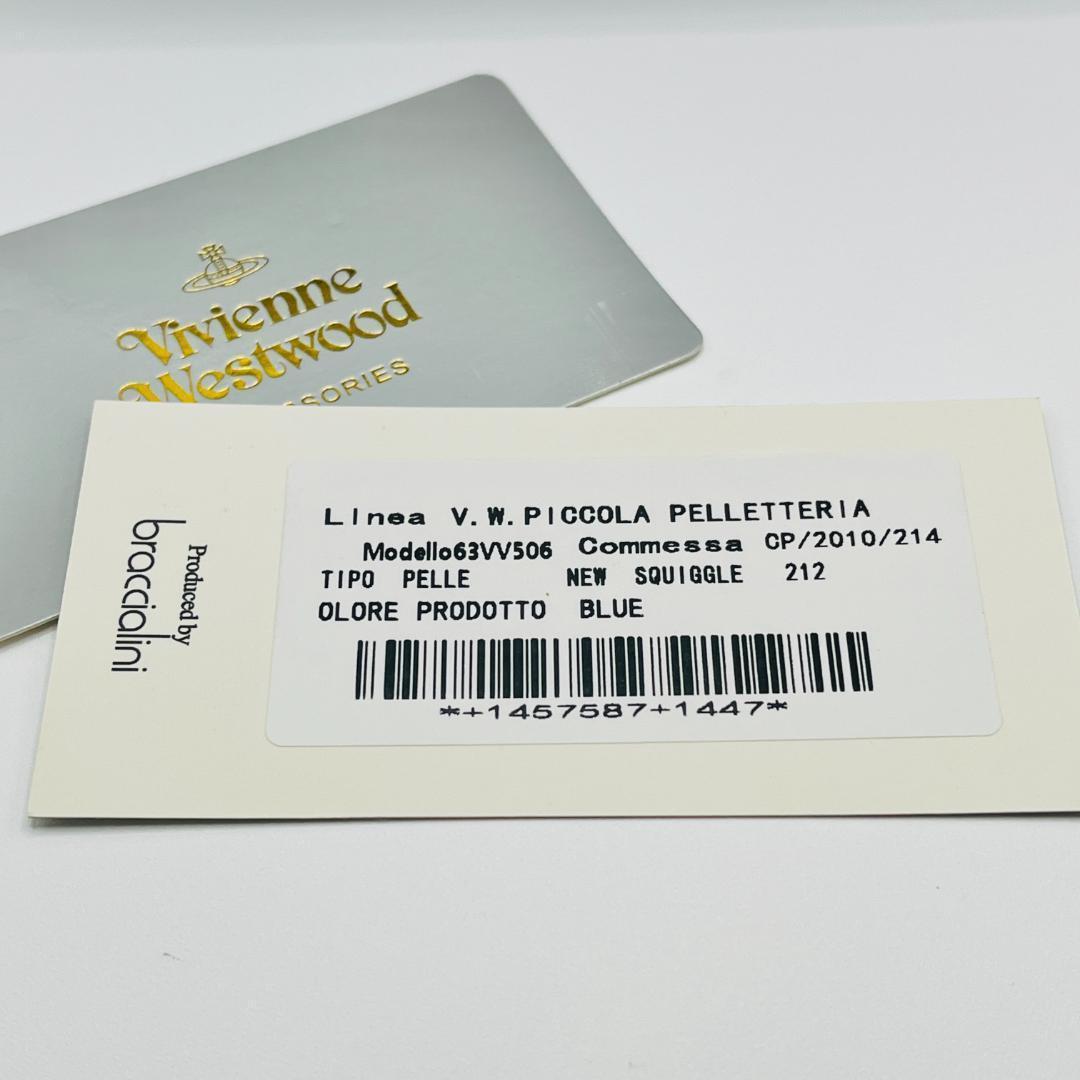 Vivienne
Westwood
SSORIES
Produced by
braccialini
Linea V.W.PICCOLA PELLETTERIA
Modello63VV506 Commessa CP/2010/214
TIPO PELLE NEW SQUIGGLE 212
OLORE PRODOTTO BLUE
*+1457587+1447*